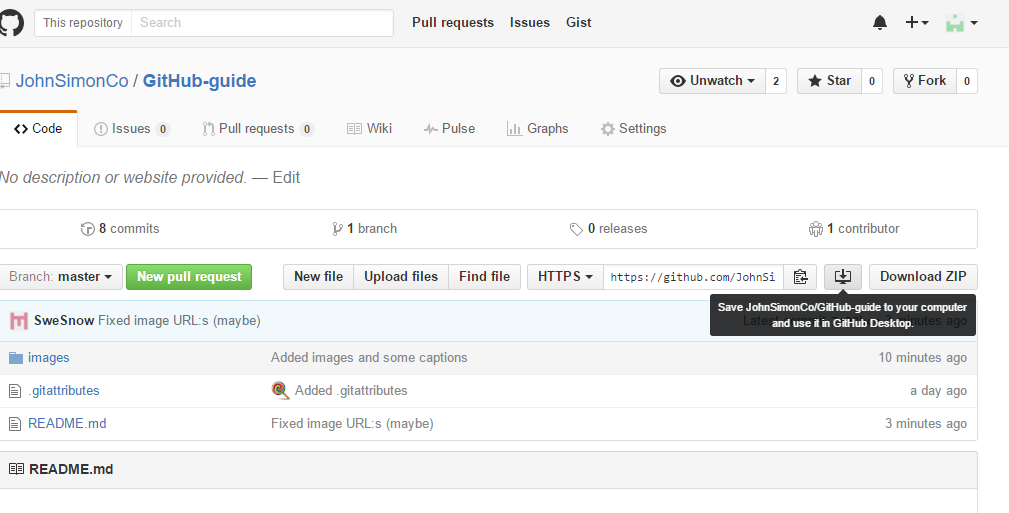 This repository Search Pull requests Issues Gist
JohnSimonCo / GitHub-guide Unwatch 2 Star 0 Fork 0
Code Issues 0 Pull requests 0 Wiki Pulse Graphs Settings
No description or website provided. — Edit
8 commits 1 branch 0 releases 1 contributor
Branch: master New pull request New file Upload files Find file HTTPS https://github.com/JohnSi Download ZIP
Save JohnSimonCo/GitHub-guide to your computer
and use it in GitHub Desktop.
SweSnow Fixed image URL:s (maybe)
images Added images and some captions 10 minutes ago
.gitattributes Added .gitattributes a day ago
README.md Fixed image URL:s (maybe) 3 minutes ago
README.md